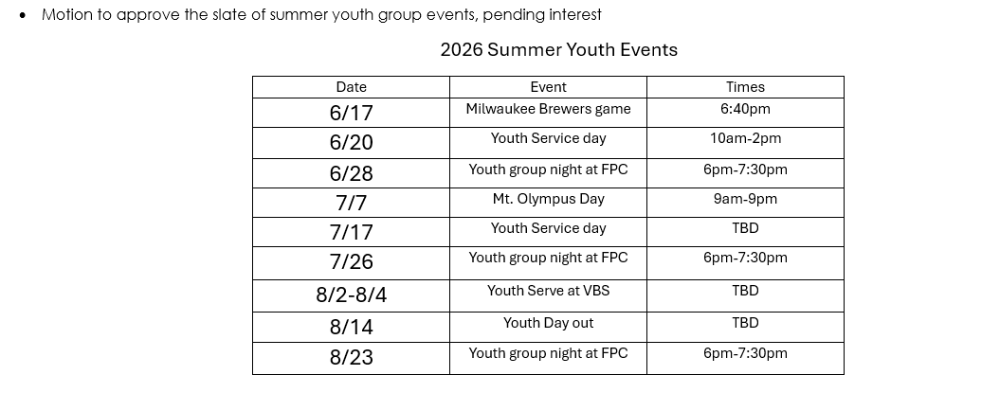 • Motion to approve the slate of summer youth group events, pending interest
2026 Summer Youth Events
Date Event Times
6/17 Milwaukee Brewers game 6:40pm
6/20 Youth Service day 10am-2pm
6/28 Youth group night at FPC 6pm-7:30pm
7/7 Mt. Olympus Day 9am-9pm
7/17 Youth Service day TBD
7/26 Youth group night at FPC 6pm-7:30pm
8/2-8/4 Youth Serve at VBS TBD
8/14 Youth Day out TBD
8/23 Youth group night at FPC 6pm-7:30pm